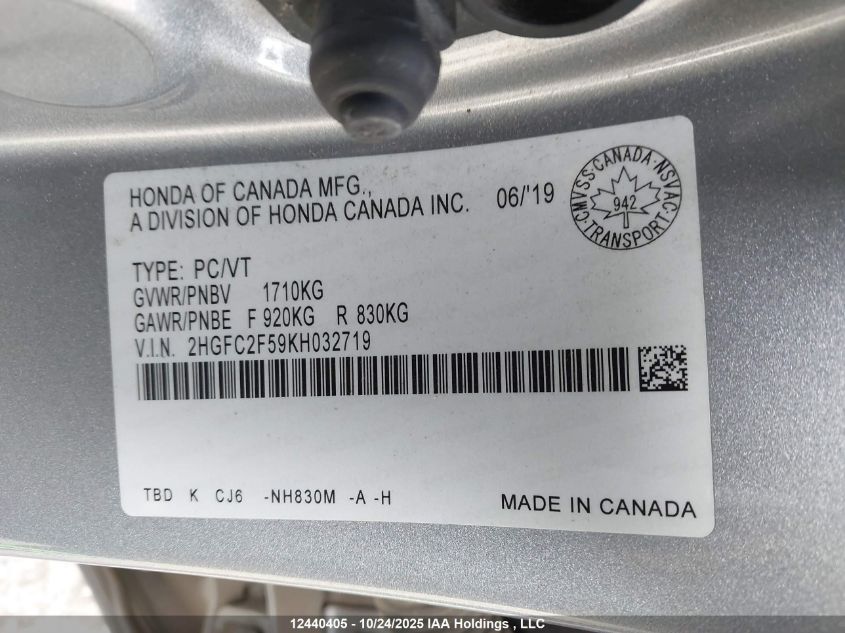 HONDA OF CANADA MFG.,
A DIVISION OF HONDA CANADA INC. 06/'19
CMVSS · CANADA · NSVAC · TRANSPORT ·
942
TYPE: PC/VT
GVWR/PNBV 1710KG
GAWR/PNBE F 920KG R 830KG
V.I.N. 2HGFC2F59KH032719
TBD K CJ6 -NH830M -A -H
MADE IN CANADA
12440405 - 10/24/2025 IAA Holdings , LLC